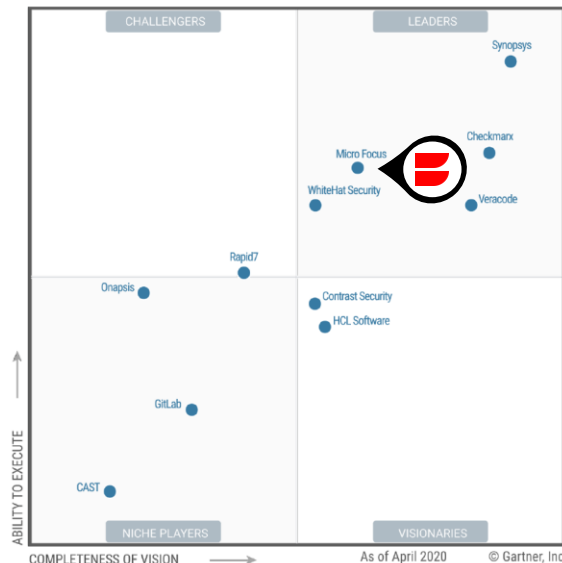 CHALLENGERS
LEADERS
Synopsys
Checkmarx
Micro Focus
WhiteHat Security
Veracode
Rapid7
Onapsis
Contrast Security
HCL Software
GitLab
CAST
ABILITY TO EXECUTE
NICHE PLAYERS
VISIONARIES
COMPLETENESS OF VISION
As of April 2020
© Gartner, Inc